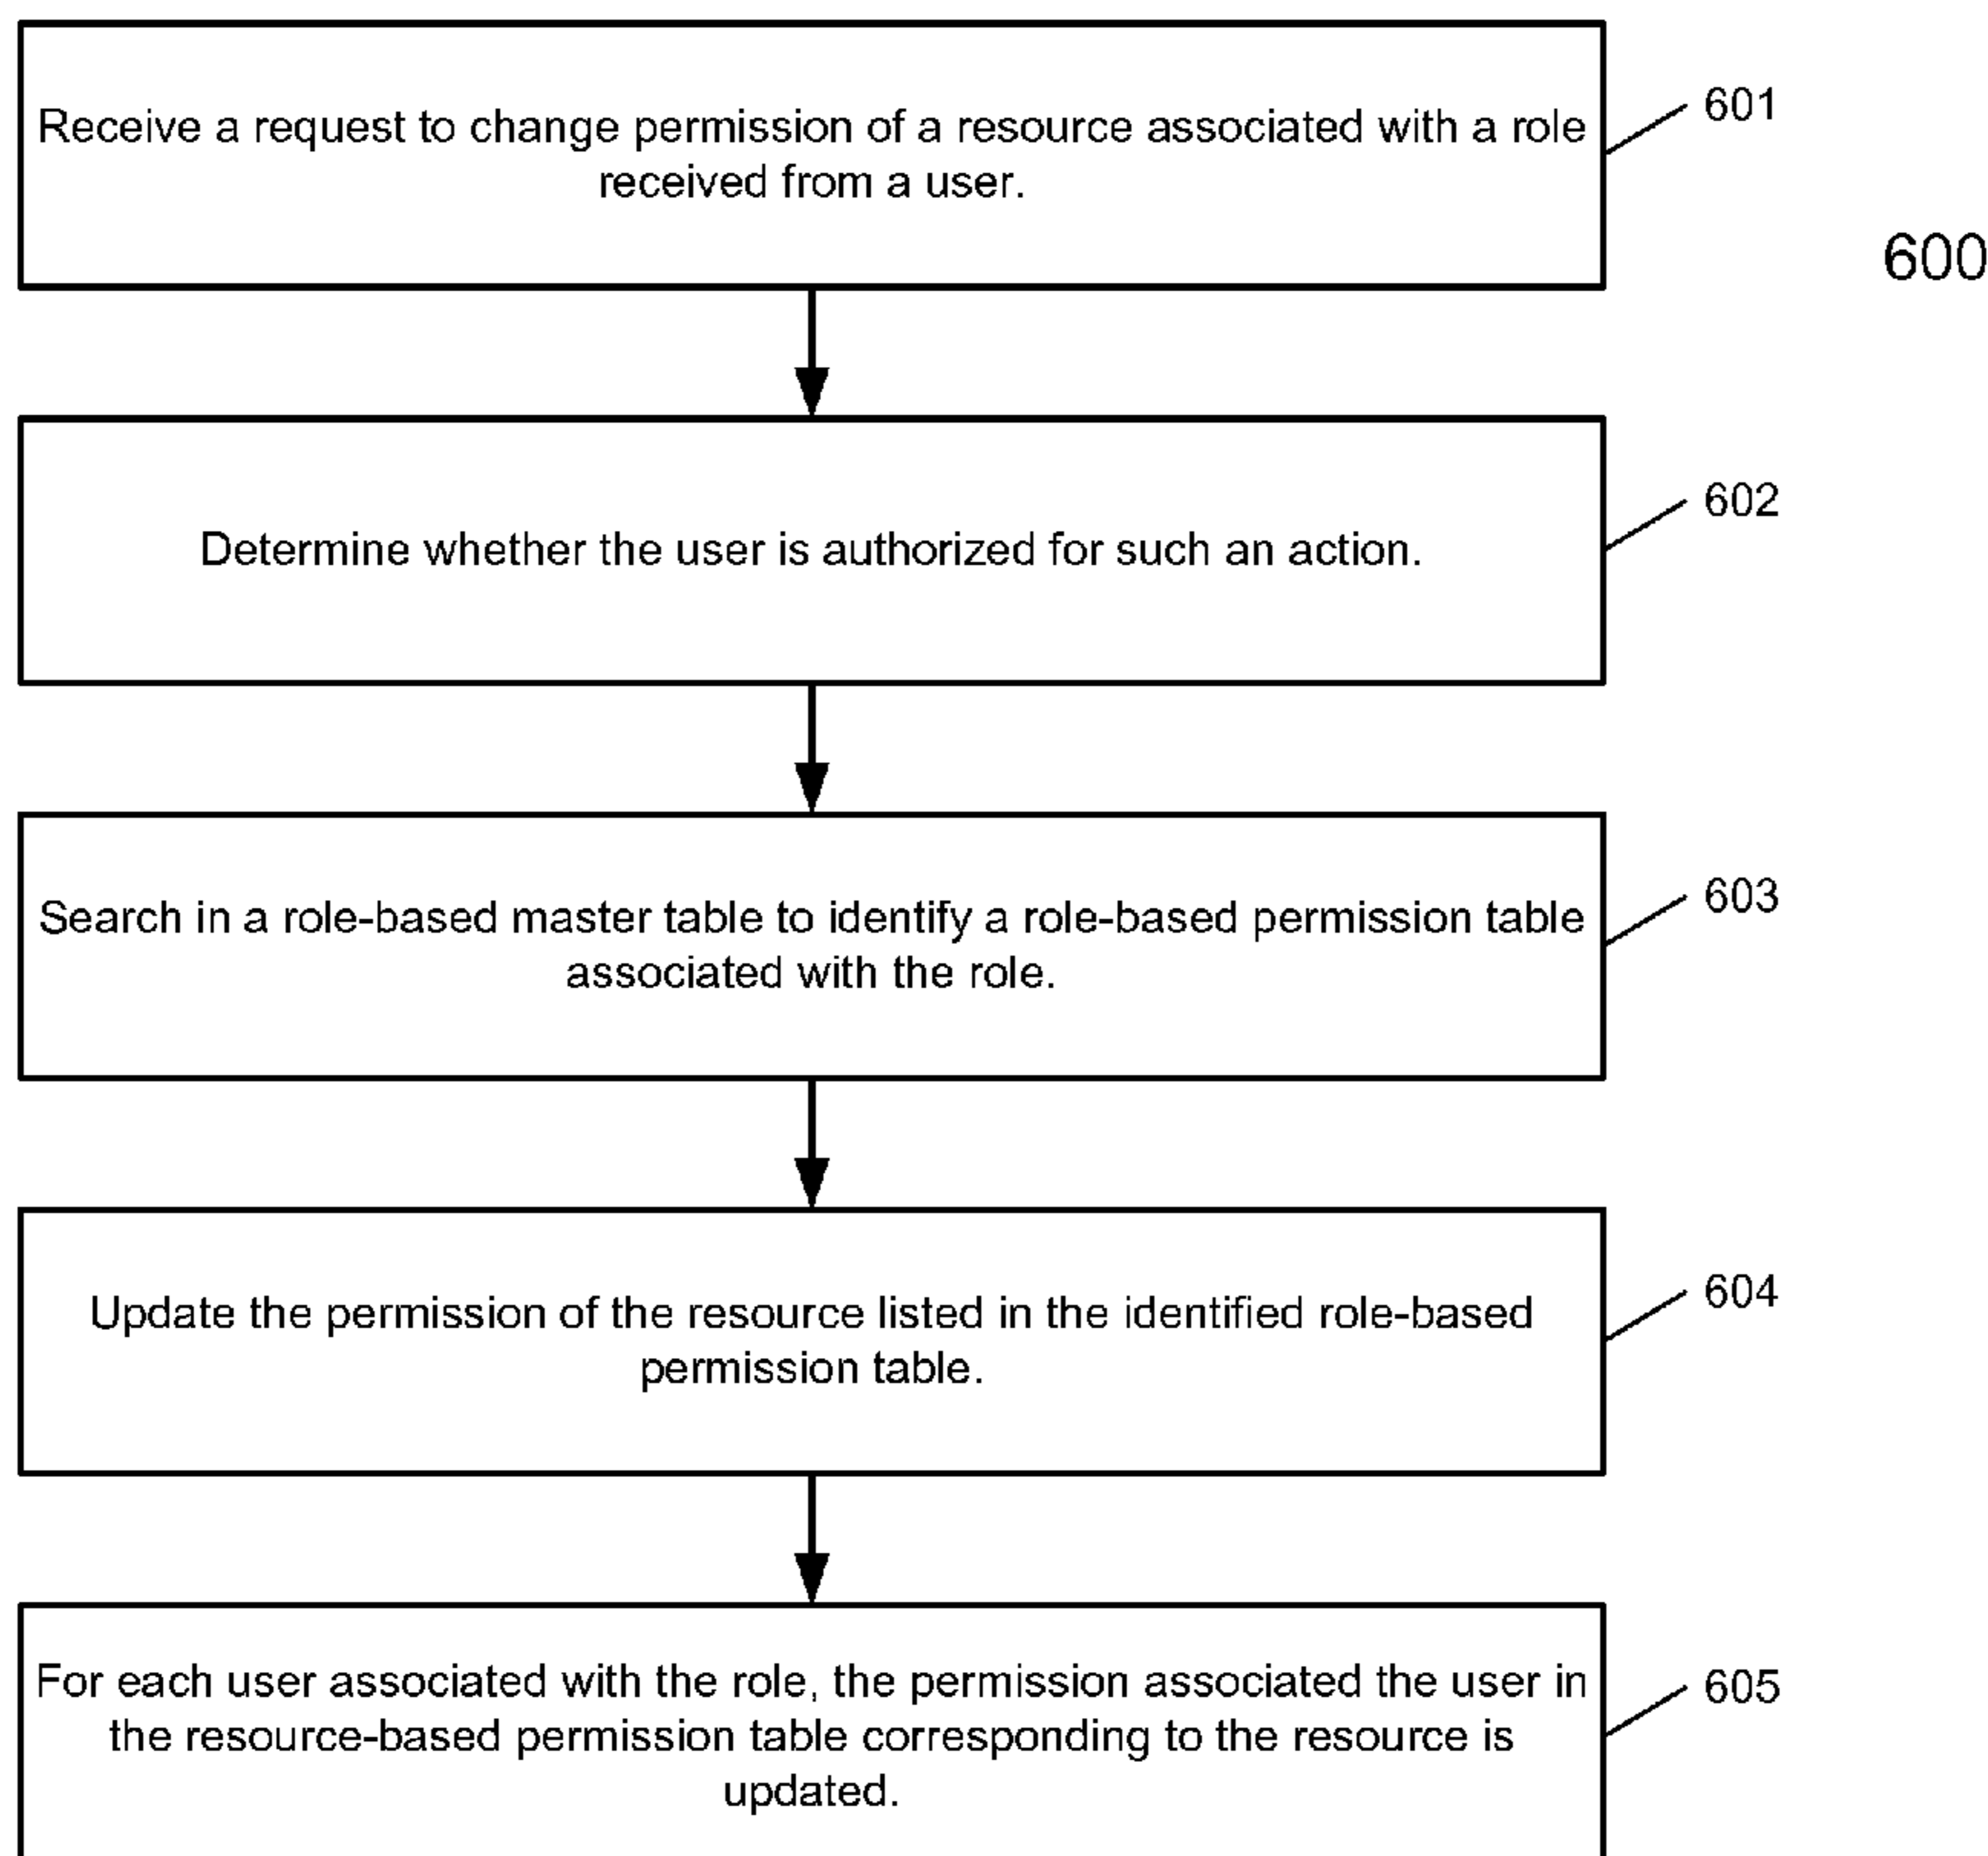 Receive a request to change permission of a resource associated with a role
received from a user.
601
600
Determine whether the user is authorized for such an action.
602
Search in a role-based master table to identify a role-based permission table
associated with the role.
603
Update the permission of the resource listed in the identified role-based
permission table.
604
For each user associated with the role, the permission associated the user in
the resource-based permission table corresponding to the resource is
updated.
605